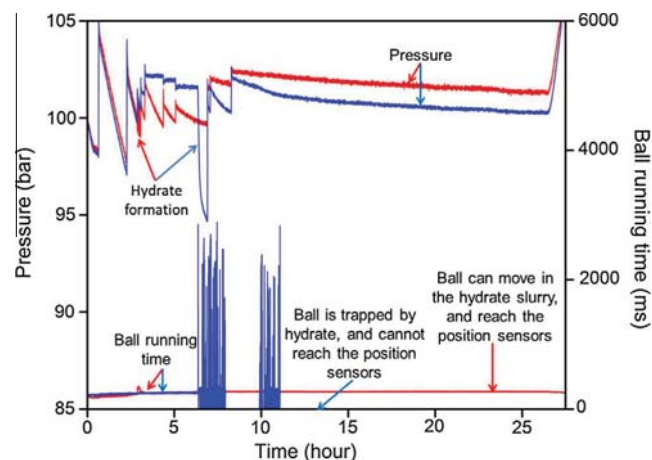 105
100
95
90
85
Pressure (bar)
6000
4000
2000
0
Ball running time (ms)
0
5
10
15
20
25
Time (hour)
Pressure
Hydrate
formation
Ball running
time
Ball is trapped by
hydrate, and cannot
reach the position
sensors
Ball can move in
the hydrate slurry,
and reach the
position sensors